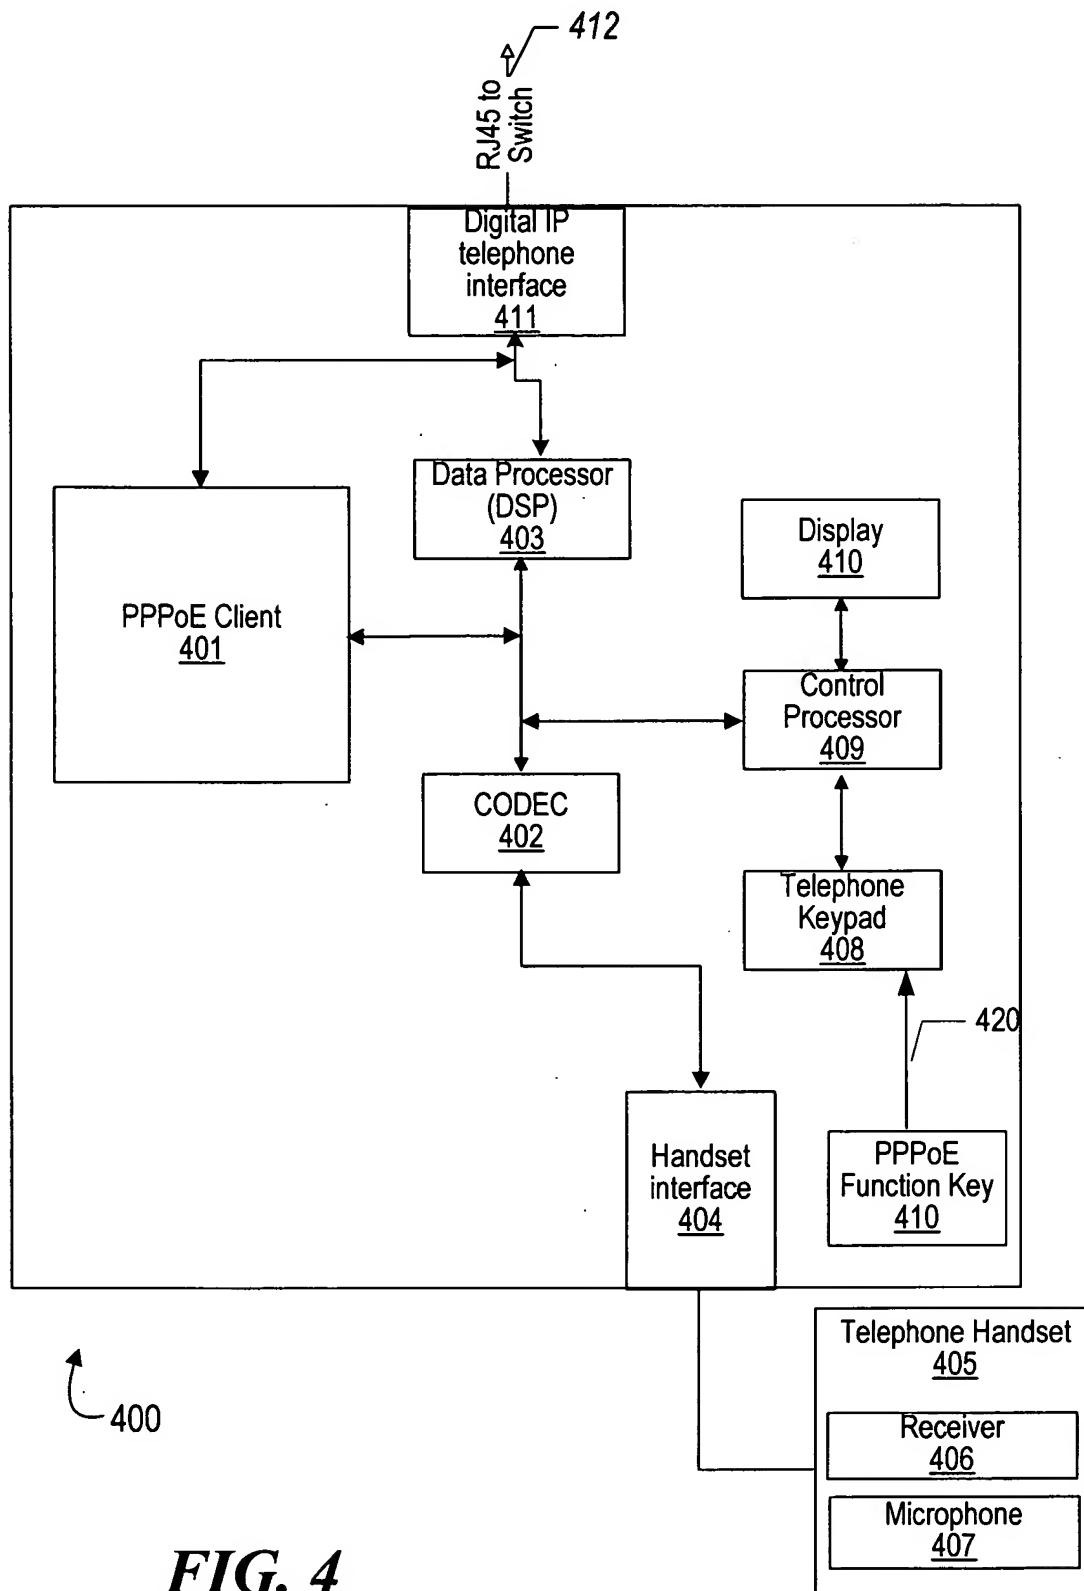 412
RJ45 to
Switch
Digital IP
telephone
interface
411
Data Processor
(DSP)
403
Display
410
PPPoE Client
401
Control
Processor
409
CODEC
402
Telephone
Keypad
408
420
Handset
interface
404
PPPoE
Function Key
410
Telephone Handset
405
400
Receiver
406
Microphone
407
FIG. 4